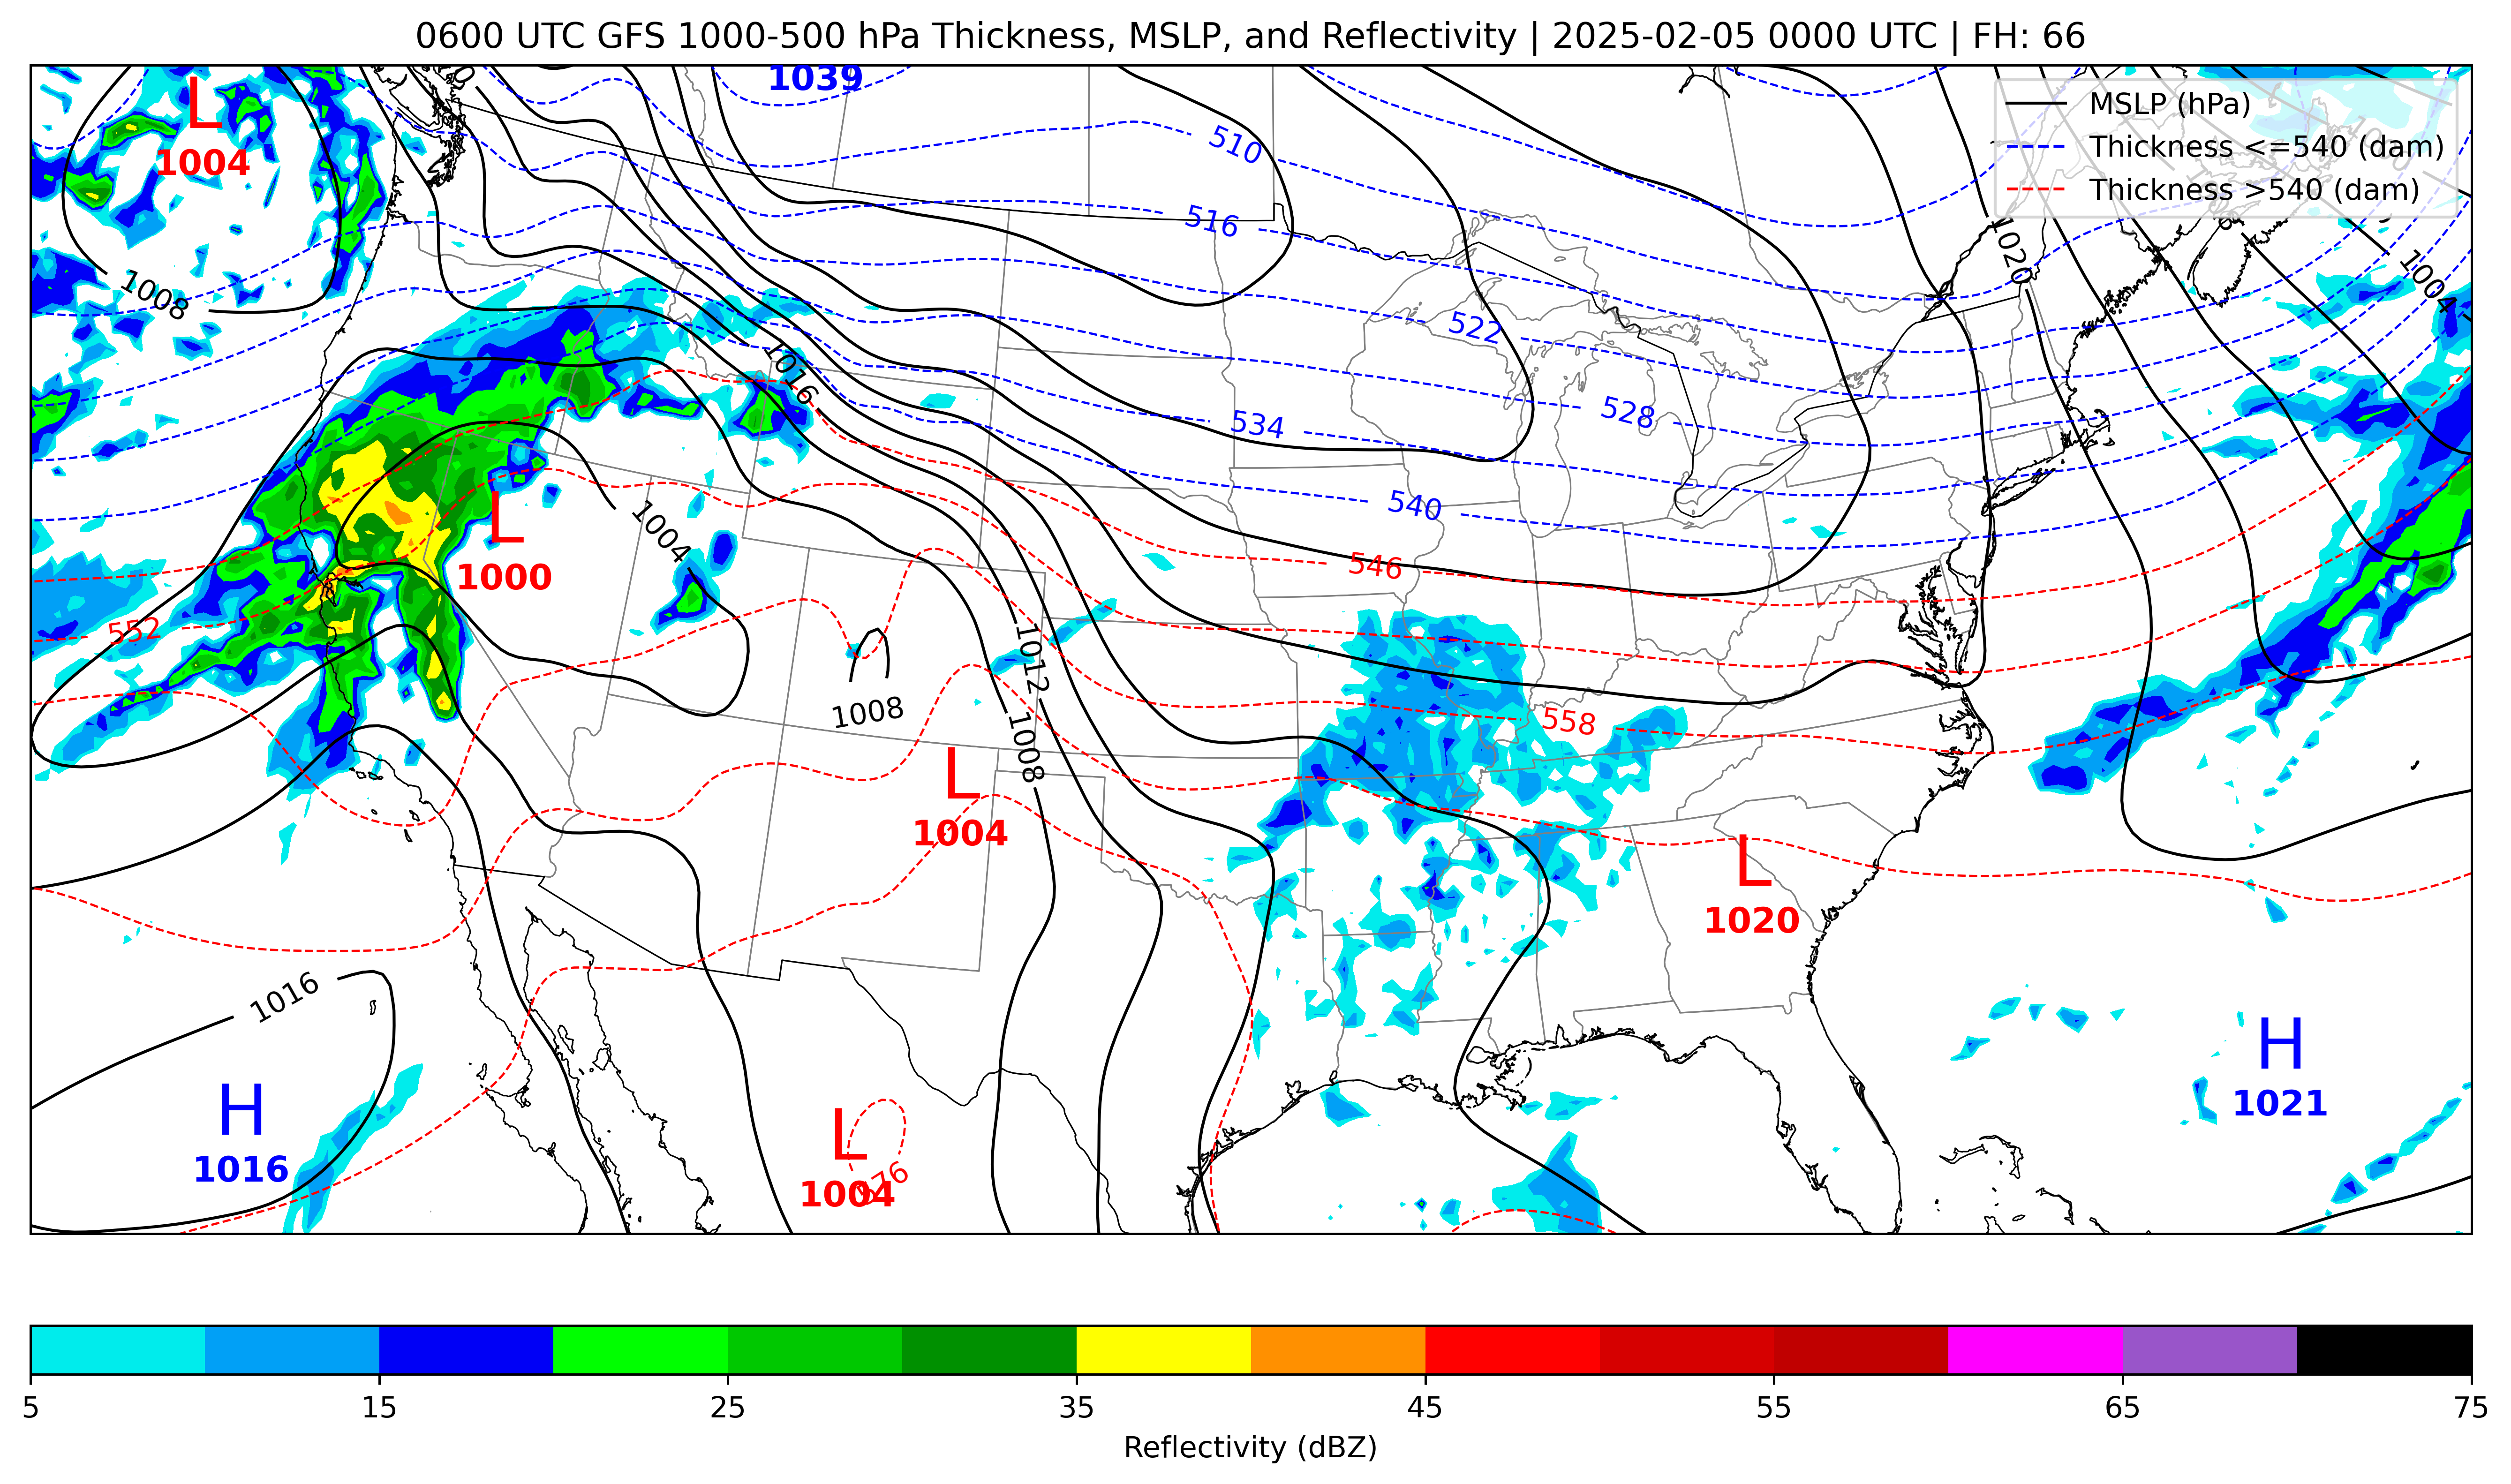 0600 UTC GFS 1000-500 hPa Thickness, MSLP, and Reflectivity | 2025-02-05 0000 UTC | FH: 66
1039
MSLP (hPa)
Thickness <=540 (dam)
Thickness >540 (dam)
L
1004
510
516
1020
1004
1008
522
1016
528
534
L
1000
1004
540
546
552
1012
1008
558
1008
L
1004
L
1020
1016
H
1021
H
1016
L
1004
576
5 15 25 35 45 55 65 75
Reflectivity (dBZ)